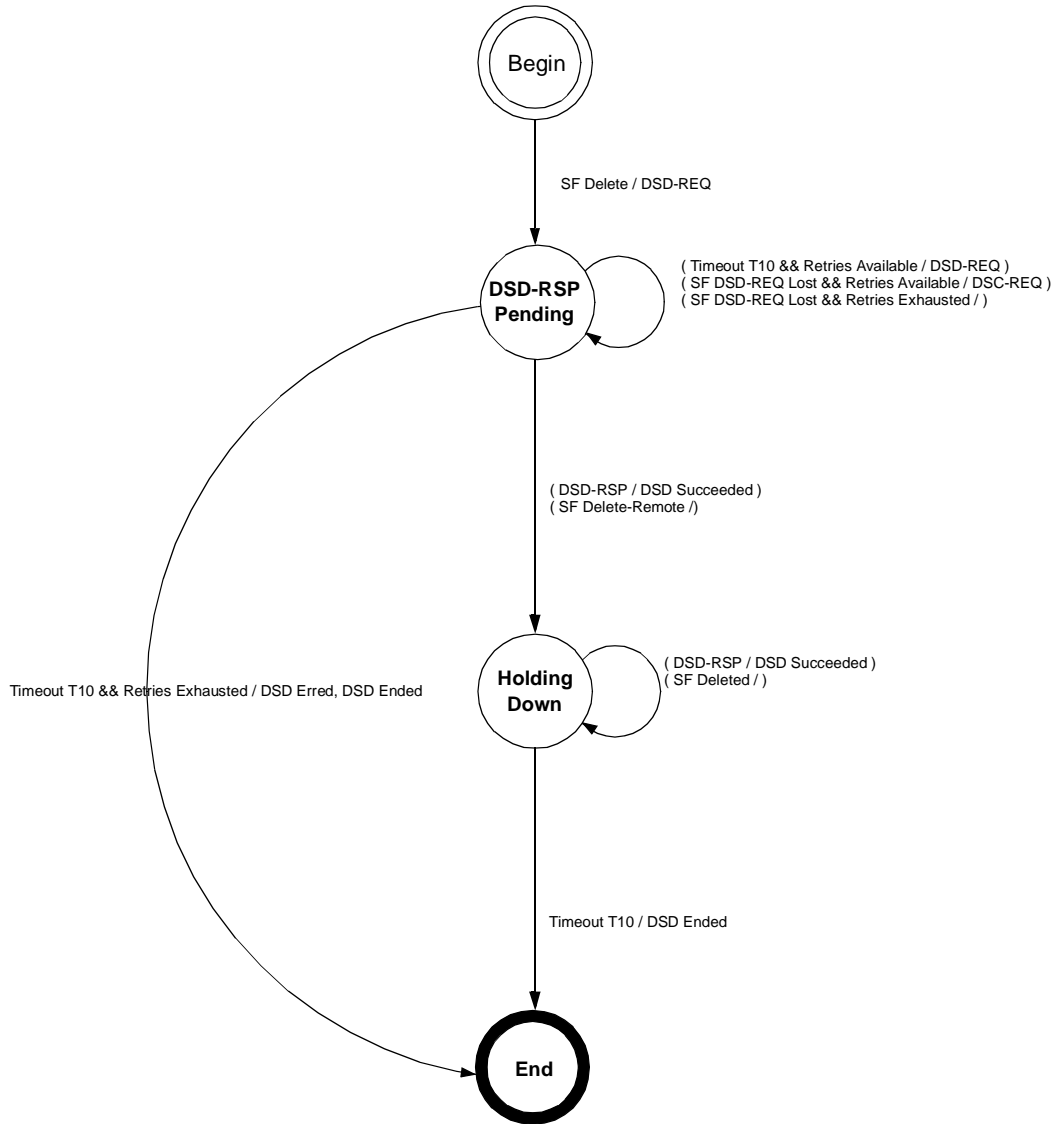 Begin
SF Delete / DSD-REQ
DSD-RSP
Pending
( Timeout T10 && Retries Available / DSD-REQ )
( SF DSD-REQ Lost && Retries Available / DSC-REQ )
( SF DSD-REQ Lost && Retries Exhausted / )
( DSD-RSP / DSD Succeeded )
( SF Delete-Remote /)
Holding
Down
( DSD-RSP / DSD Succeeded )
( SF Deleted / )
Timeout T10 && Retries Exhausted / DSD Erred, DSD Ended
Timeout T10 / DSD Ended
End